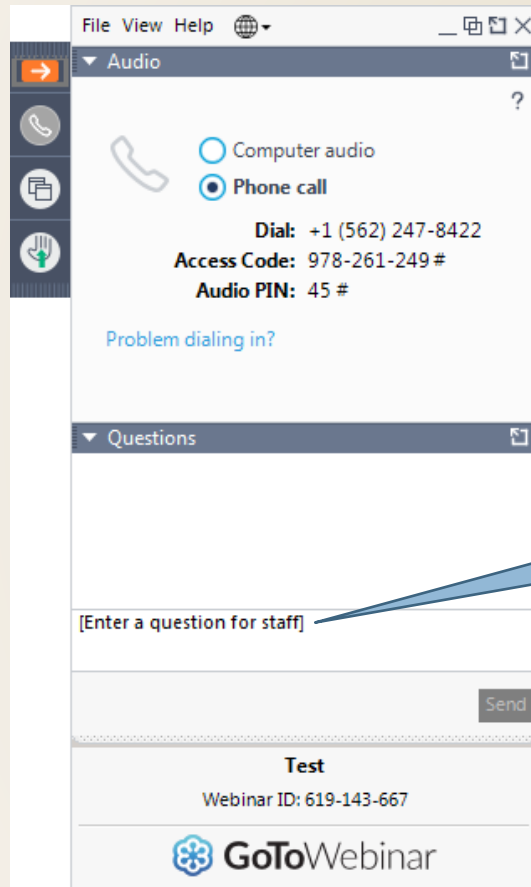 File View Help
Audio
?
Computer audio
Phone call
Dial: +1 (562) 247-8422
Access Code: 978-261-249 #
Audio PIN: 45 #
Problem dialing in?
Questions
[Enter a question for staff]
Send
Test
Webinar ID: 619-143-667
GoToWebinar